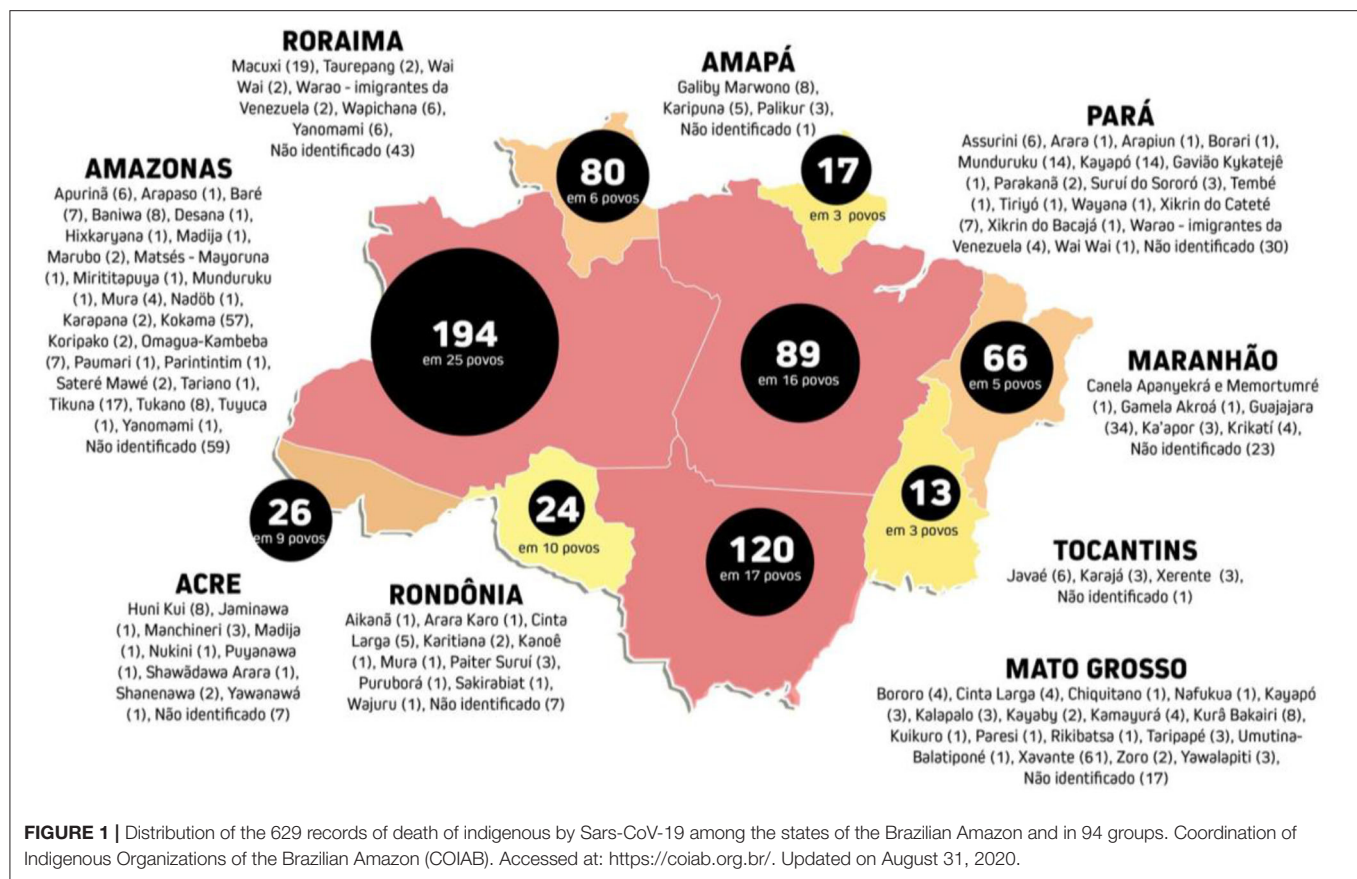 RORAIMA
Macuxi (19), Taurepang (2), Wai
Wai (2), Warao - imigrantes da
Venezuela (2), Wapichana (6),
Yanomami (6),
Não identificado (43)
AMAPÁ
Galiby Marwono (8),
Karipuna (5), Palikur (3),
Não identificado (1)
PARÁ
Assurini (6), Arara (1), Arapiun (1), Borari (1),
Munduruku (14), Kayapó (14), Gavião Kykatejê
(1), Parakanã (2), Suruí do Sororó (3), Tembé
(1), Tiriyó (1), Wayana (1), Xikrin do Cateté
(7), Xikrin do Bacajá (1), Warao - imigrantes da
Venezuela (4), Wai Wai (1), Não identificado (30)
AMAZONAS
Apurinã (6), Arapaso (1), Baré
(7), Baniwa (8), Desana (1),
Hixkaryana (1), Madija (1),
Marubo (2), Matsés - Mayoruna
(1), Mirititapuya (1), Munduruku
(1), Mura (4), Nadöb (1),
Karapana (2), Kokama (57),
Koripako (2), Omagua-Kambeba
(7), Paumari (1), Parintintim (1),
Sateré Mawé (2), Tariano (1),
Tikuna (17), Tukano (8), Tuyuca
(1), Yanomami (1),
Não identificado (59)
80
em 6 povos
17
em 3 povos
194
em 25 povos
89
em 16 povos
66
em 5 povos
MARANHÃO
Canela Apanyekrá e Memortumré
(1), Gamela Akroá (1), Guajajara
(34), Ka'apor (3), Krikatí (4),
Não identificado (23)
26
em 9 povos
24
em 10 povos
120
em 17 povos
13
em 3 povos
TOCANTINS
Javaé (6), Karajá (3), Xerente (3),
Não identificado (1)
ACRE
Huni Kui (8), Jaminawa
(1), Manchineri (3), Madija
(1), Nukini (1), Puyanawa
(1), Shawãdawa Arara (1),
Shanenawa (2), Yawanawá
(1), Não identificado (7)
RONDÔNIA
Aikanã (1), Arara Karo (1), Cinta
Larga (5), Karitiana (2), Kanoê
(1), Mura (1), Paiter Suruí (3),
Puruborá (1), Sakirabiat (1),
Wajuru (1), Não identificado (7)
MATO GROSSO
Bororo (4), Cinta Larga (4), Chiquitano (1), Nafukua (1), Kayapó
(3), Kalapalo (3), Kayaby (2), Kamayurá (4), Kurâ Bakairi (8),
Kuikuro (1), Paresi (1), Rikibatsa (1), Taripapé (3), Umutina-
Balatiponé (1), Xavante (61), Zoro (2), Yawalapiti (3),
Não identificado (17)
FIGURE 1 | Distribution of the 629 records of death of indigenous by Sars-CoV-19 among the states of the Brazilian Amazon and in 94 groups. Coordination of
Indigenous Organizations of the Brazilian Amazon (COIAB). Accessed at: https://coiab.org.br/. Updated on August 31, 2020.